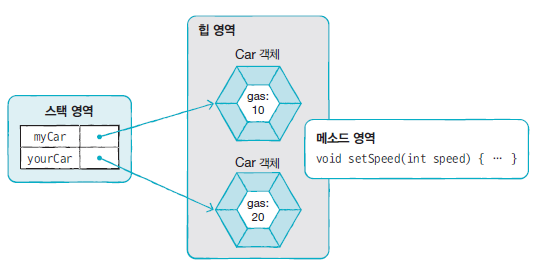 스택 영역
myCar
yourCar
힙 영역
Car 객체
gas:
10
Car 객체
gas:
20
메소드 영역
void setSpeed(int speed) { … }